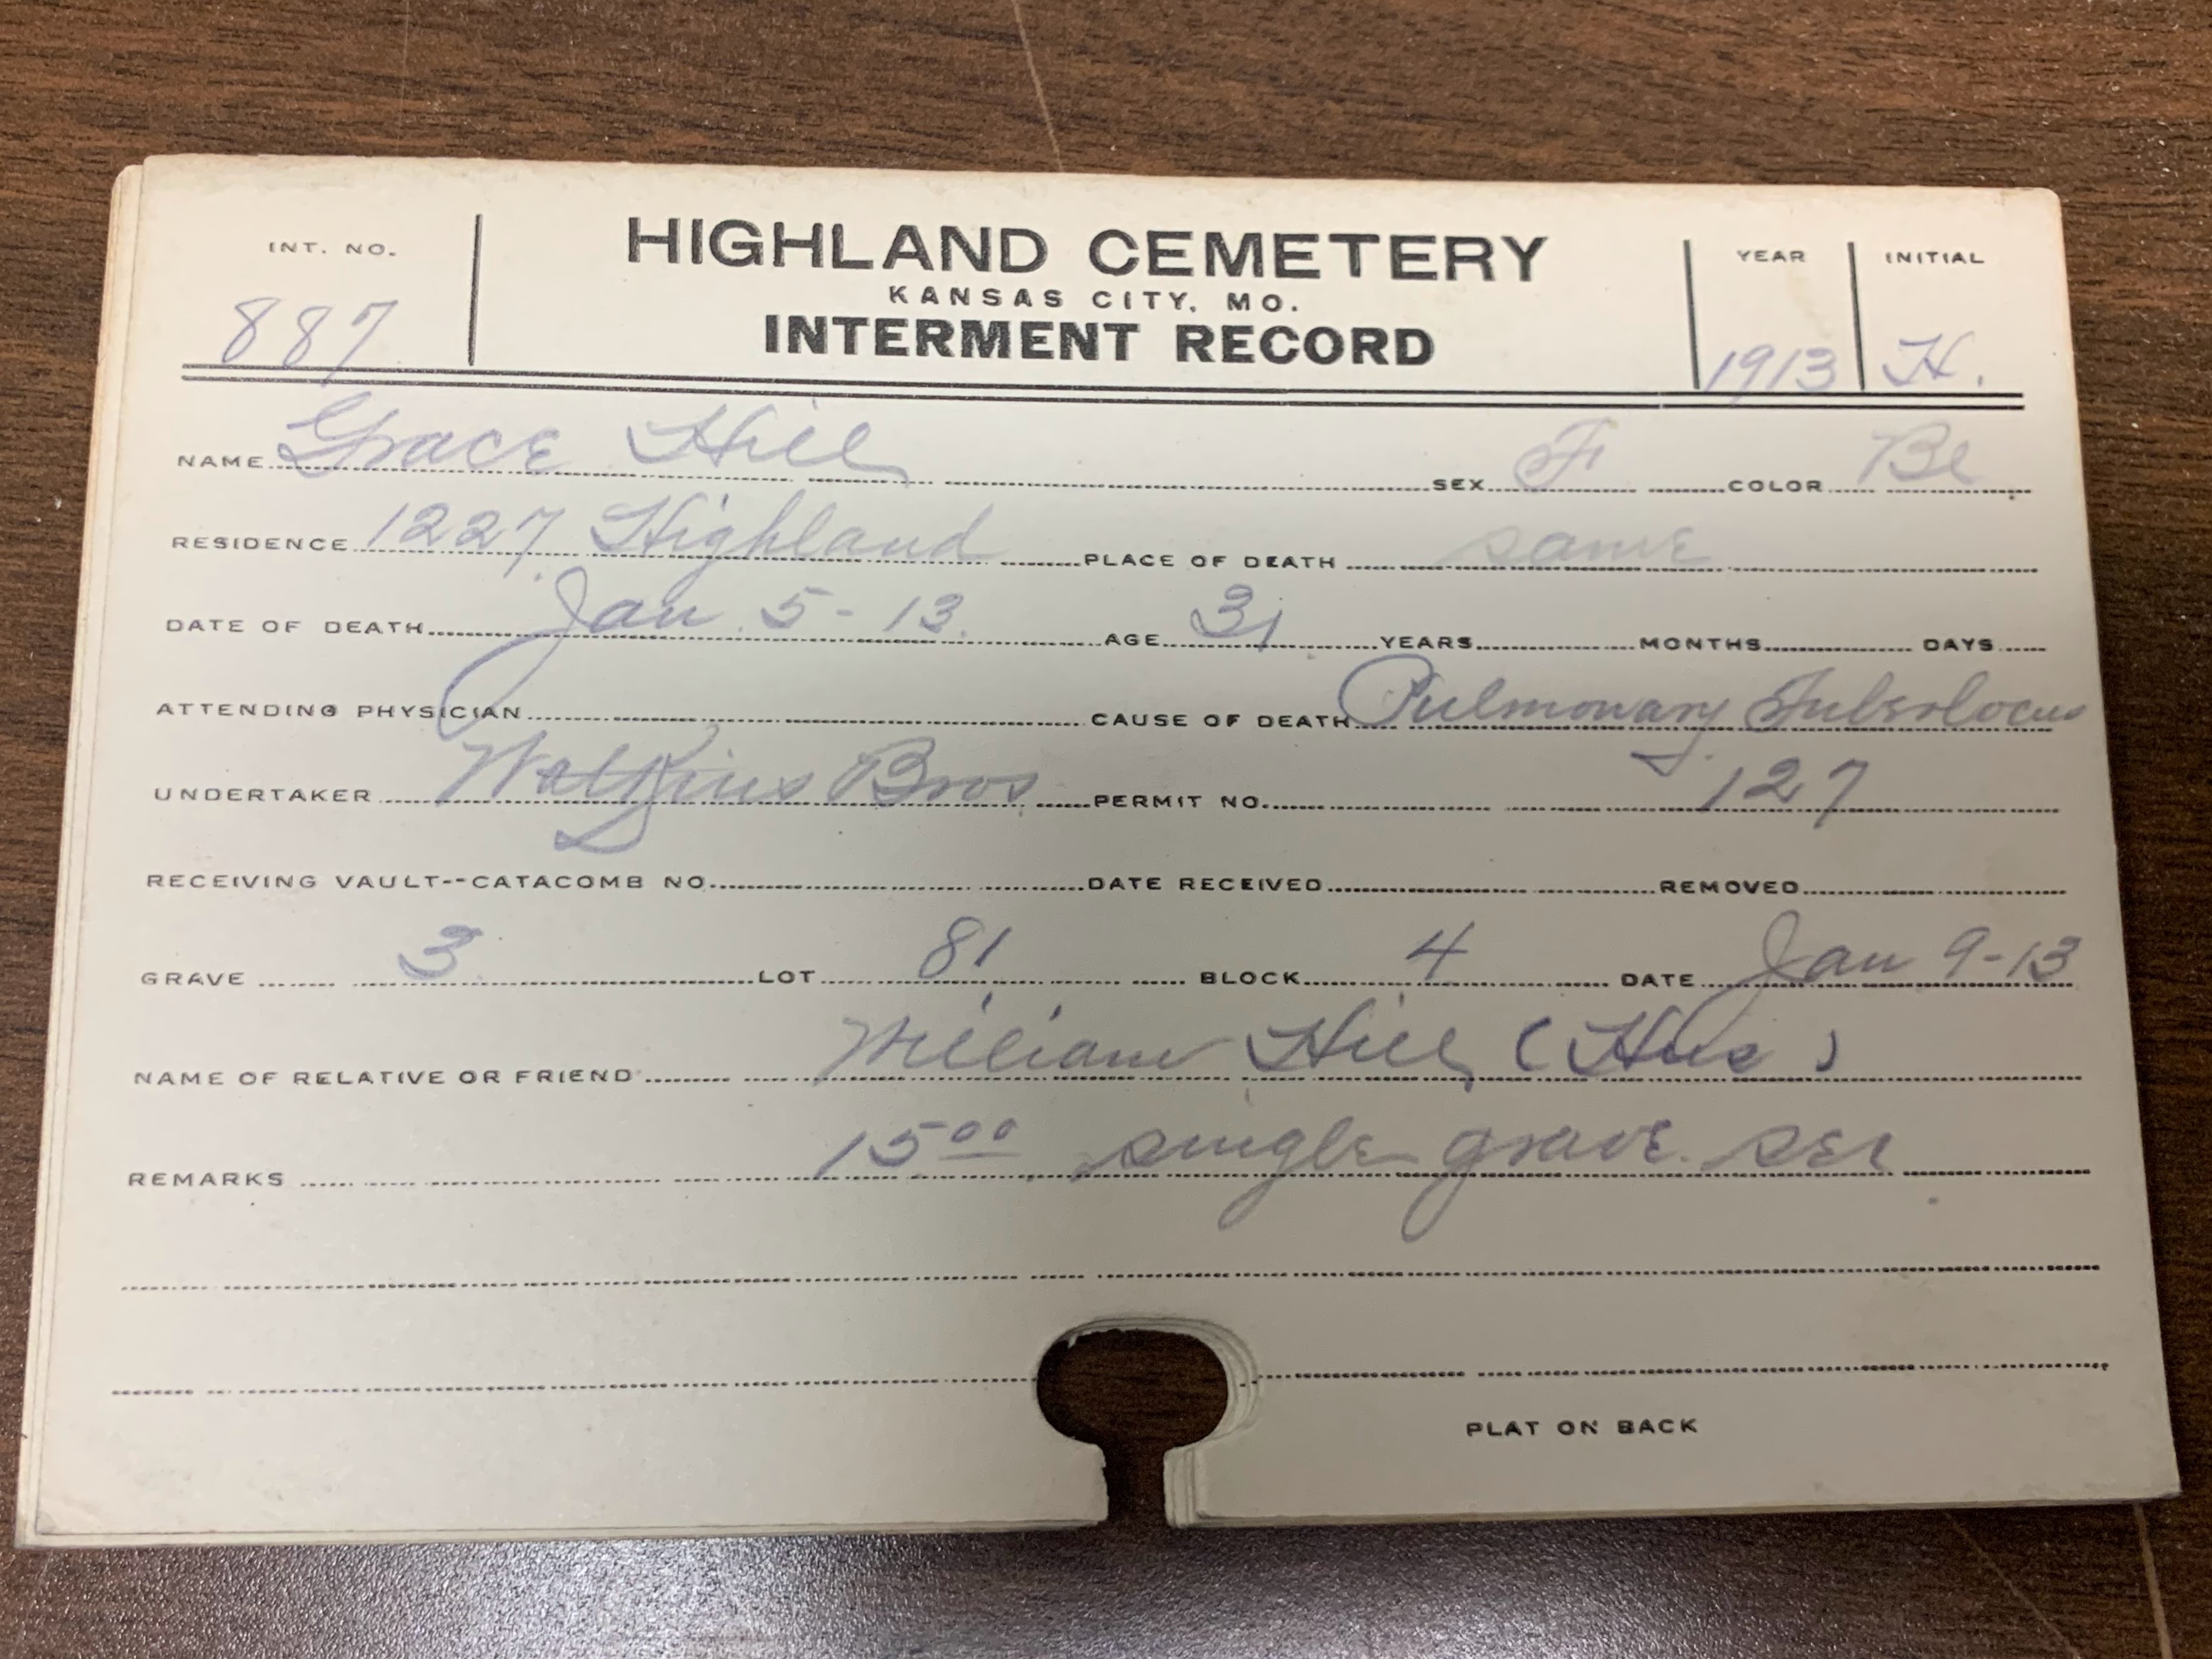 INT. NO. HIGHLAND CEMETERY YEAR INITIAL
KANSAS CITY, MO.
887 INTERMENT RECORD 1913 H.
NAME Grace Hill SEX F COLOR Bl
RESIDENCE 1227 Highland PLACE OF DEATH same
DATE OF DEATH Jan 5-13 AGE 31 YEARS MONTHS DAYS
ATTENDING PHYSICIAN CAUSE OF DEATH Pulmonary Tuberlocus
UNDERTAKER Watkins Bros PERMIT NO. 127
RECEIVING VAULT--CATACOMB NO. DATE RECEIVED REMOVED
GRAVE 3 LOT 81 BLOCK 4 DATE Jan 9-13
NAME OF RELATIVE OR FRIEND William Hill (Hus)
REMARKS 15 00 single grave sec
PLAT ON BACK